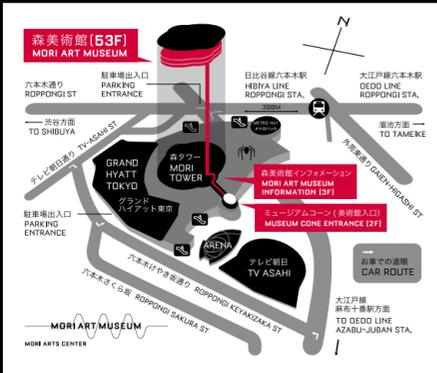 森美術館 [53F]
MORI ART MUSEUM
N
六本木通り
ROPPONGI ST
駐車場出入口
PARKING
ENTRANCE
日比谷線六本木駅
HIBIYA LINE
ROPPONGI STA.
大江戸線六本木駅
OEDO LINE
ROPPONGI STA.
300M
渋谷方面
TO SHIBUYA
METRO HAT
メトロハット
溜池方面
TO TAMEIKE
テレビ朝日通り TV-ASAHI ST
外苑東通り GAIEN-HIGASHI ST
GRAND
HYATT
TOKYO
グランド
ハイアット東京
森タワー
MORI
TOWER
森美術館インフォメーション
MORI ART MUSEUM
INFORMATION [3F]
ミュージアムコーン (美術館入口)
MUSEUM CONE ENTRANCE [2F]
駐車場出入口
PARKING
ENTRANCE
ARENA
テレビ朝日
TV ASAHI
お車での道順
CAR ROUTE
六本木けやき坂通り ROPPONGI KEYAKIZAKA ST
六本木さくら坂 ROPPONGI SAKURA ST
大江戸線
麻布十番駅方面
TO OEDO LINE
AZABU-JUBAN STA.
MORI ART MUSEUM
MORI ARTS CENTER